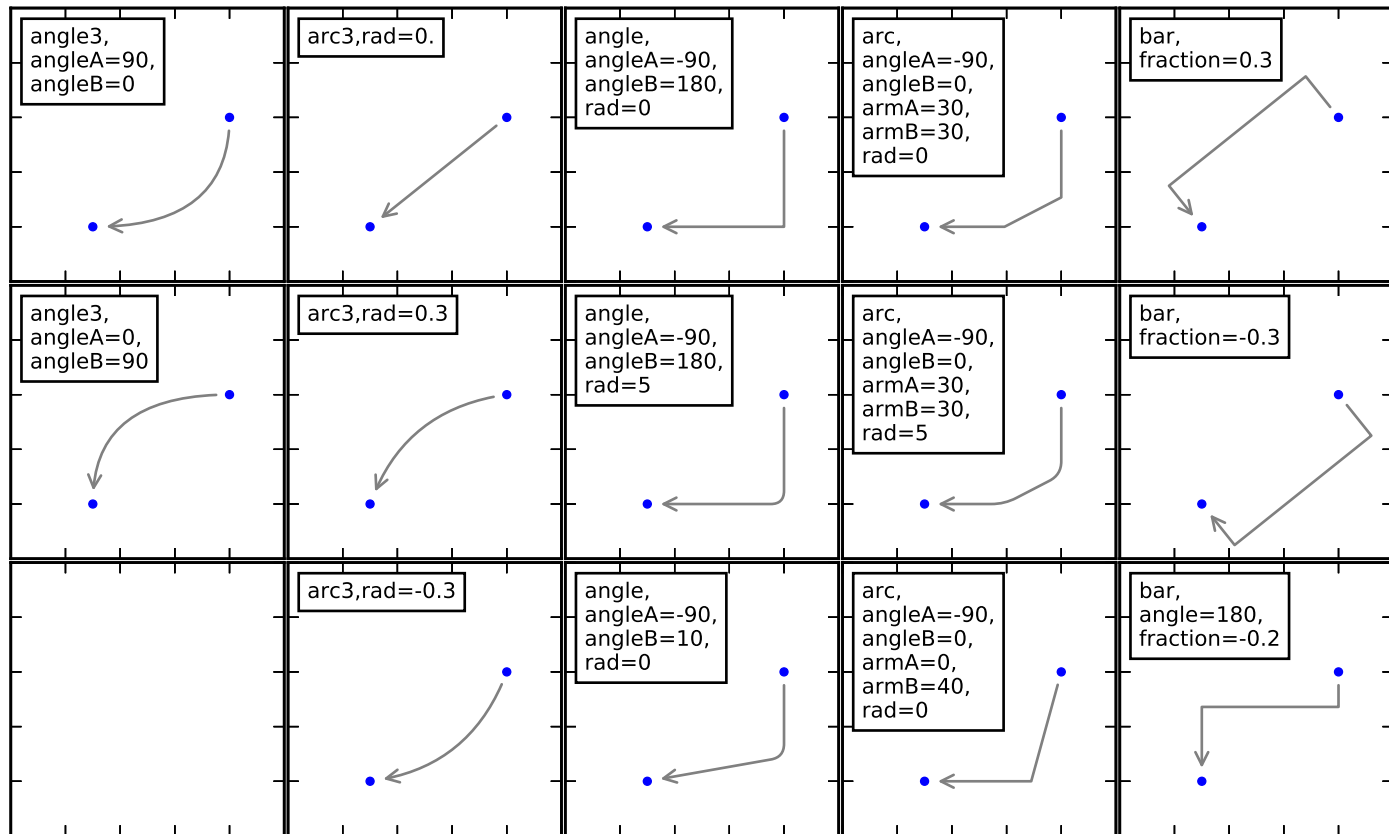 angle3,
angleA=90,
angleB=0
arc3,rad=0.
angle,
angleA=-90,
angleB=180,
rad=0
arc,
angleA=-90,
angleB=0,
armA=30,
armB=30,
rad=0
bar,
fraction=0.3
angle3,
angleA=0,
angleB=90
arc3,rad=0.3
angle,
angleA=-90,
angleB=180,
rad=5
arc,
angleA=-90,
angleB=0,
armA=30,
armB=30,
rad=5
bar,
fraction=-0.3
arc3,rad=-0.3
angle,
angleA=-90,
angleB=10,
rad=0
arc,
angleA=-90,
angleB=0,
armA=0,
armB=40,
rad=0
bar,
angle=180,
fraction=-0.2